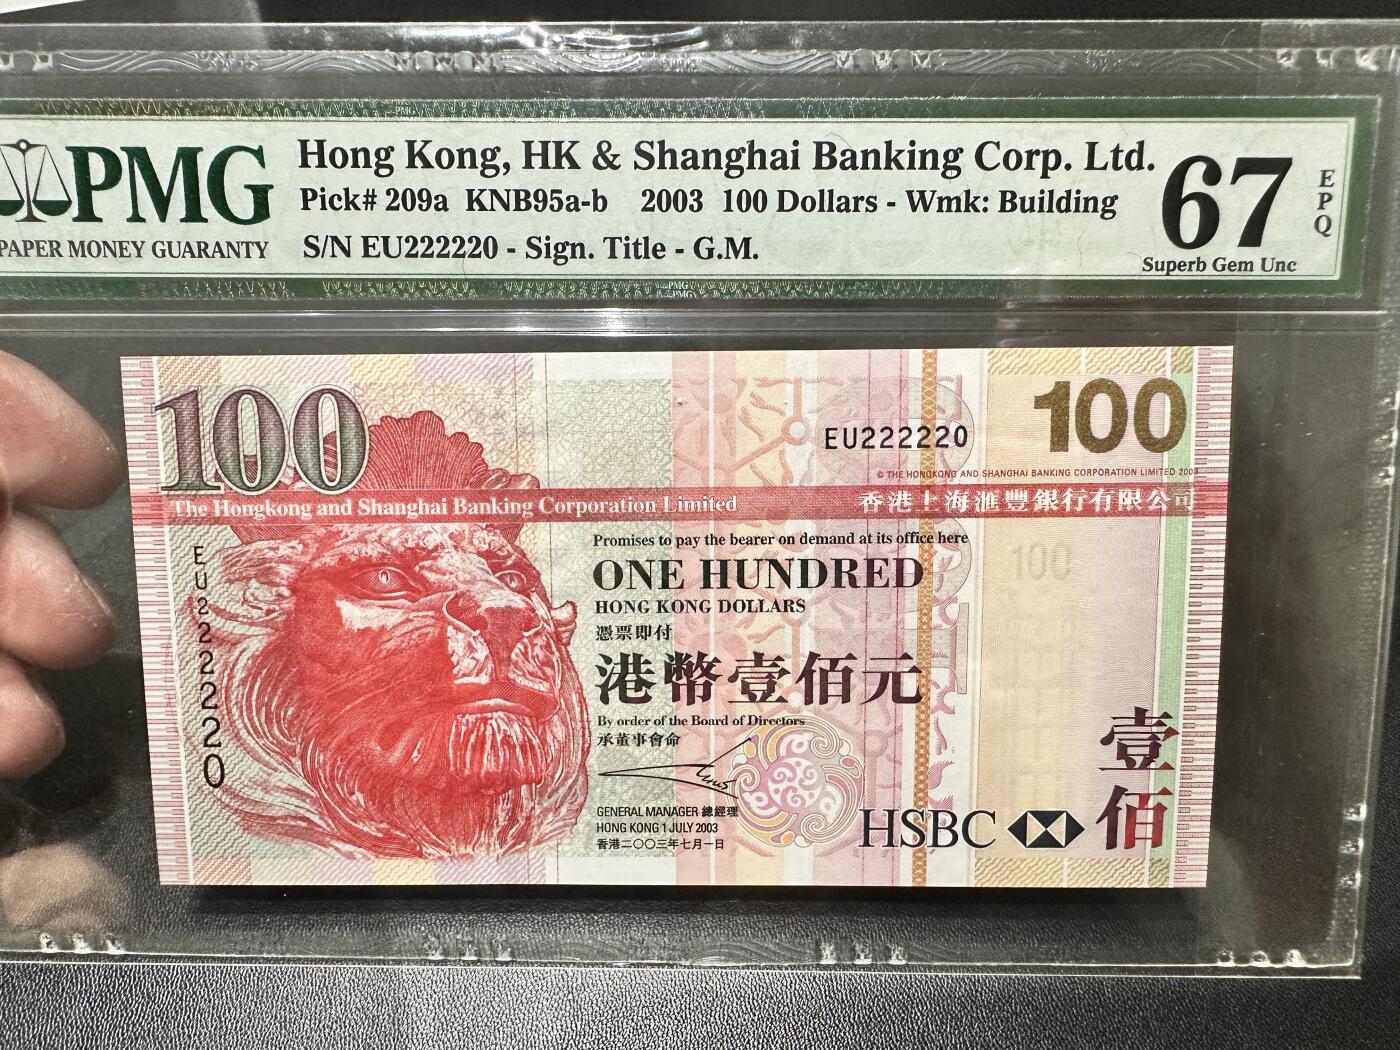 PMG
PAPER MONEY GUARANTY
Hong Kong, HK & Shanghai Banking Corp. Ltd.
Pick# 209a KNB95a-b 2003 100 Dollars - Wmk: Building
S/N EU222220 - Sign. Title - G.M.
67
EPQ
Superb Gem Unc
100
100
EU222220
© THE HONGKONG AND SHANGHAI BANKING CORPORATION LIMITED 2003
The Hongkong and Shanghai Banking Corporation Limited
香港上海滙豐銀行有限公司
Promises to pay the bearer on demand at its office here
ONE HUNDRED
HONG KONG DOLLARS
憑票即付
港幣壹佰元
By order of the Board of Directors
承董事會命
GENERAL MANAGER 總經理
HONG KONG 1 JULY 2003
香港二〇〇三年七月一日
EU222220
100
HSBC
壹佰